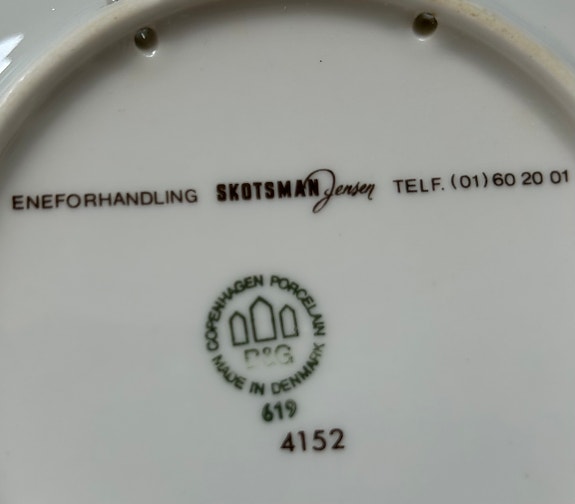 ENEFORHANDLING SKOTSMAN Jensen TELF. (01) 60 20 01
COPENHAGEN PORCELAIN
B&G
MADE IN DENMARK
619
4152